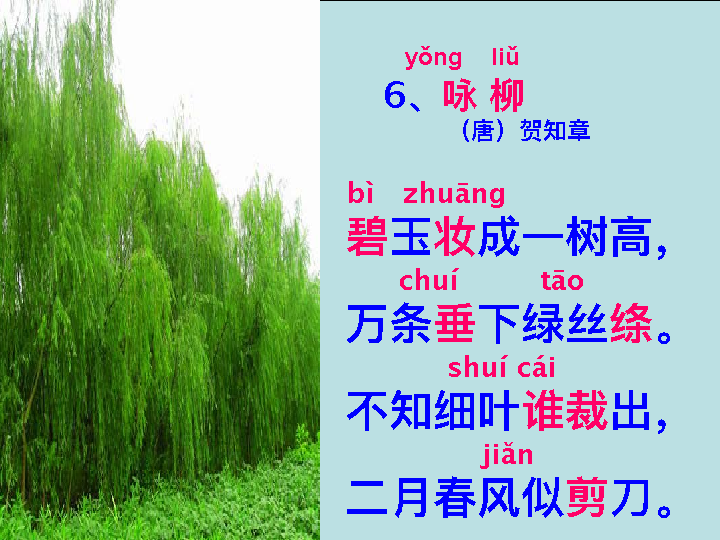 yǒng liǔ
6、咏 柳
（唐）贺知章
bì zhuāng
碧玉妆成一树高，
chuí tāo
万条垂下绿丝绦。
shuí cái
不知细叶谁裁出，
jiǎn
二月春风似剪刀。